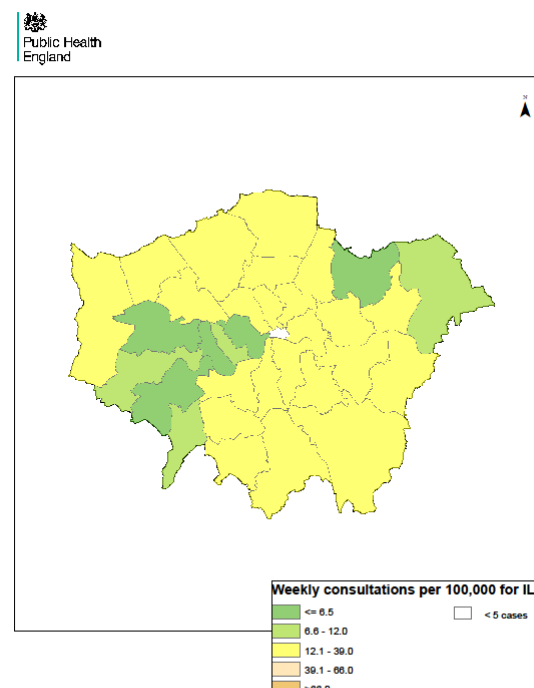 Public Health
England
N
Weekly consultations per 100,000 for IL
<= 6.5
< 5 cases
6.6 - 12.0
12.1 - 39.0
39.1 - 66.0